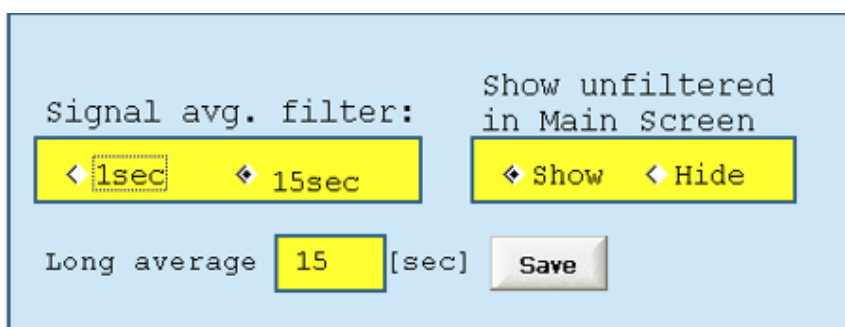 Signal avg. filter:
1sec 15sec
Show unfiltered
in Main Screen
Show Hide
Long average 15 [sec] Save